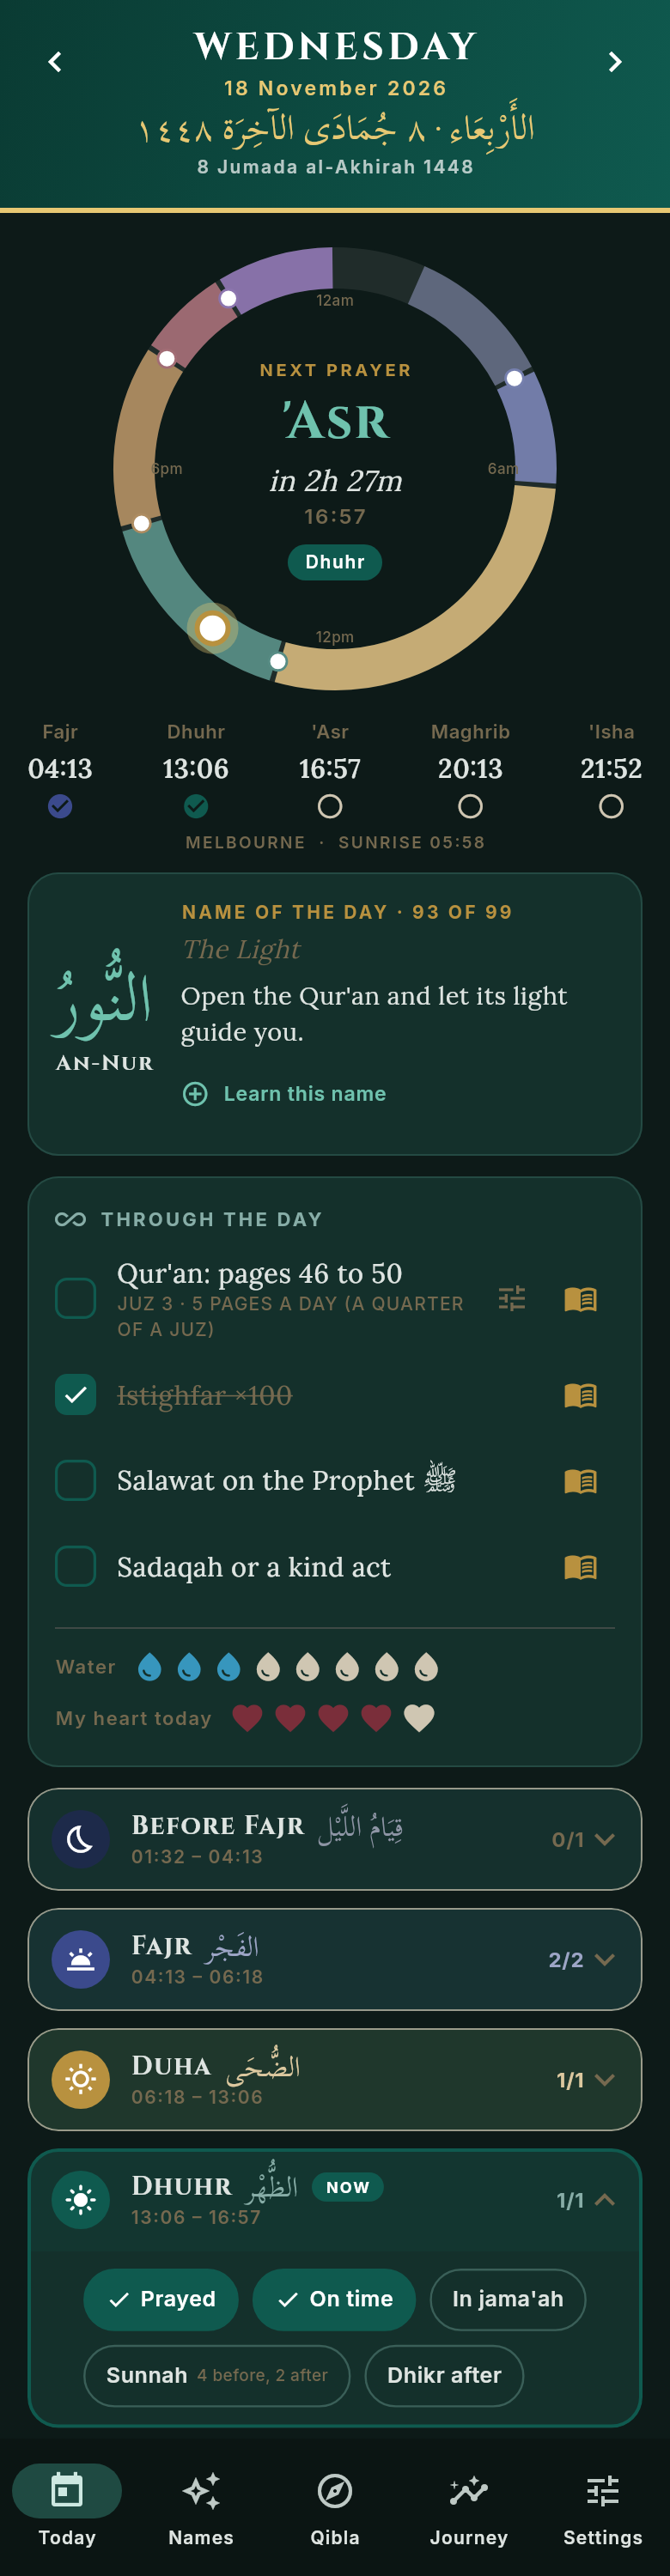 WEDNESDAY
18 November 2026
الأَرْبِعَاء · ٨ جُمَادَى الآخِرَة ١٤٤٨
8 Jumada al-Akhirah 1448
12am
NEXT PRAYER
'Asr
6pm
in 2h 27m
6am
16:57
Dhuhr
12pm
Fajr Dhuhr 'Asr Maghrib 'Isha
04:13 13:06 16:57 20:13 21:52
MELBOURNE · SUNRISE 05:58
NAME OF THE DAY · 93 OF 99
The Light
النُّورُ
Open the Qur'an and let its light
guide you.
An-Nur
Learn this name
THROUGH THE DAY
Qur'an: pages 46 to 50
JUZ 3 · 5 PAGES A DAY (A QUARTER
OF A JUZ)
Istighfar ×100
Salawat on the Prophet ﷺ
Sadaqah or a kind act
Water
My heart today
Before Fajr قِيَامُ اللَّيْل
01:32 – 04:13
0/1
Fajr الفَجْر
04:13 – 06:18
2/2
Duha الضُّحَى
06:18 – 13:06
1/1
Dhuhr الظُّهْر NOW
13:06 – 16:57
1/1
Prayed On time In jama'ah
Sunnah 4 before, 2 after Dhikr after
Today Names Qibla Journey Settings